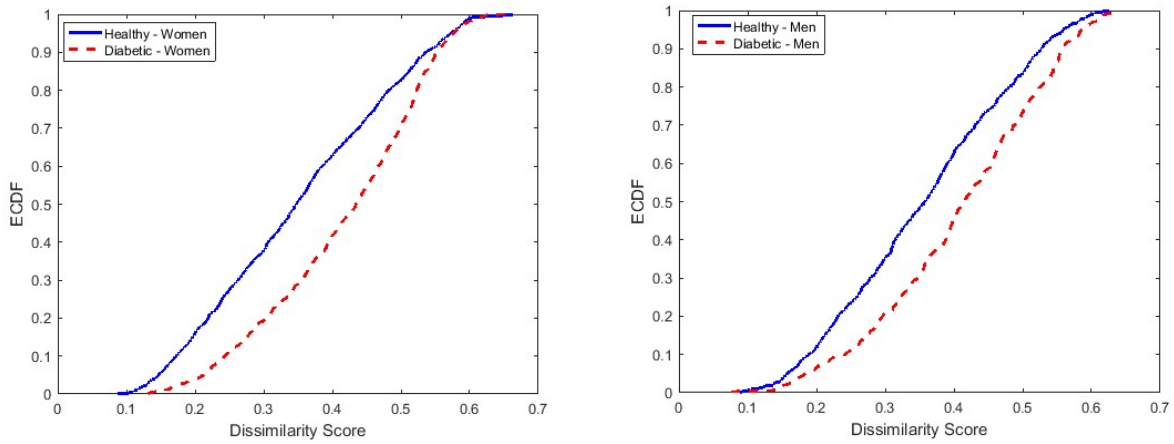 1
0.9
0.8
0.7
0.6
0.5
0.4
0.3
0.2
0.1
0
ECDF
Healthy - Women
Diabetic - Women
0 0.1 0.2 0.3 0.4 0.5 0.6 0.7
Dissimilarity Score
1
0.9
0.8
0.7
0.6
0.5
0.4
0.3
0.2
0.1
0
ECDF
Healthy - Men
Diabetic - Men
0 0.1 0.2 0.3 0.4 0.5 0.6 0.7
Dissimilarity Score